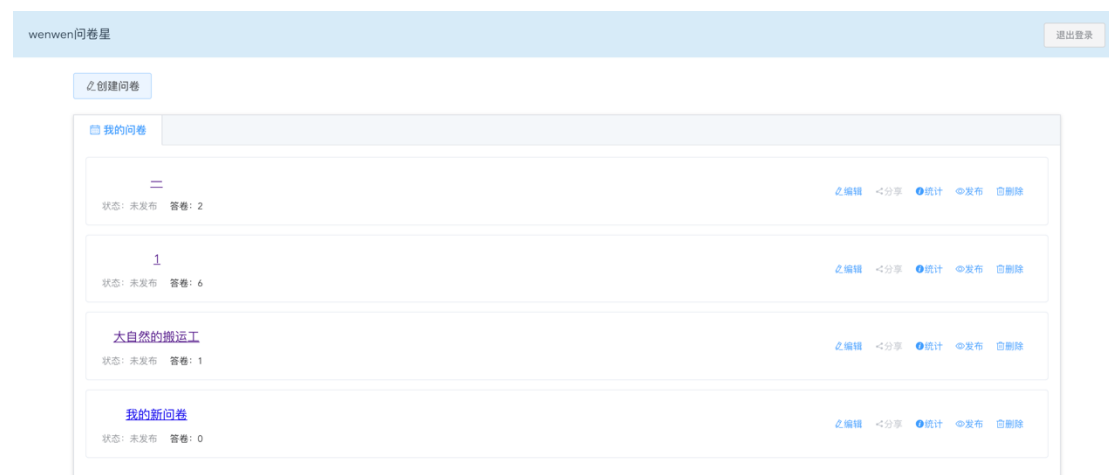 wenwen问卷星 退出登录
创建问卷
我的问卷
一
编辑 分享 统计 发布 删除
状态：未发布 答卷：2
1
编辑 分享 统计 发布 删除
状态：未发布 答卷：6
大自然的搬运工
编辑 分享 统计 发布 删除
状态：未发布 答卷：1
我的新问卷
编辑 分享 统计 发布 删除
状态：未发布 答卷：0